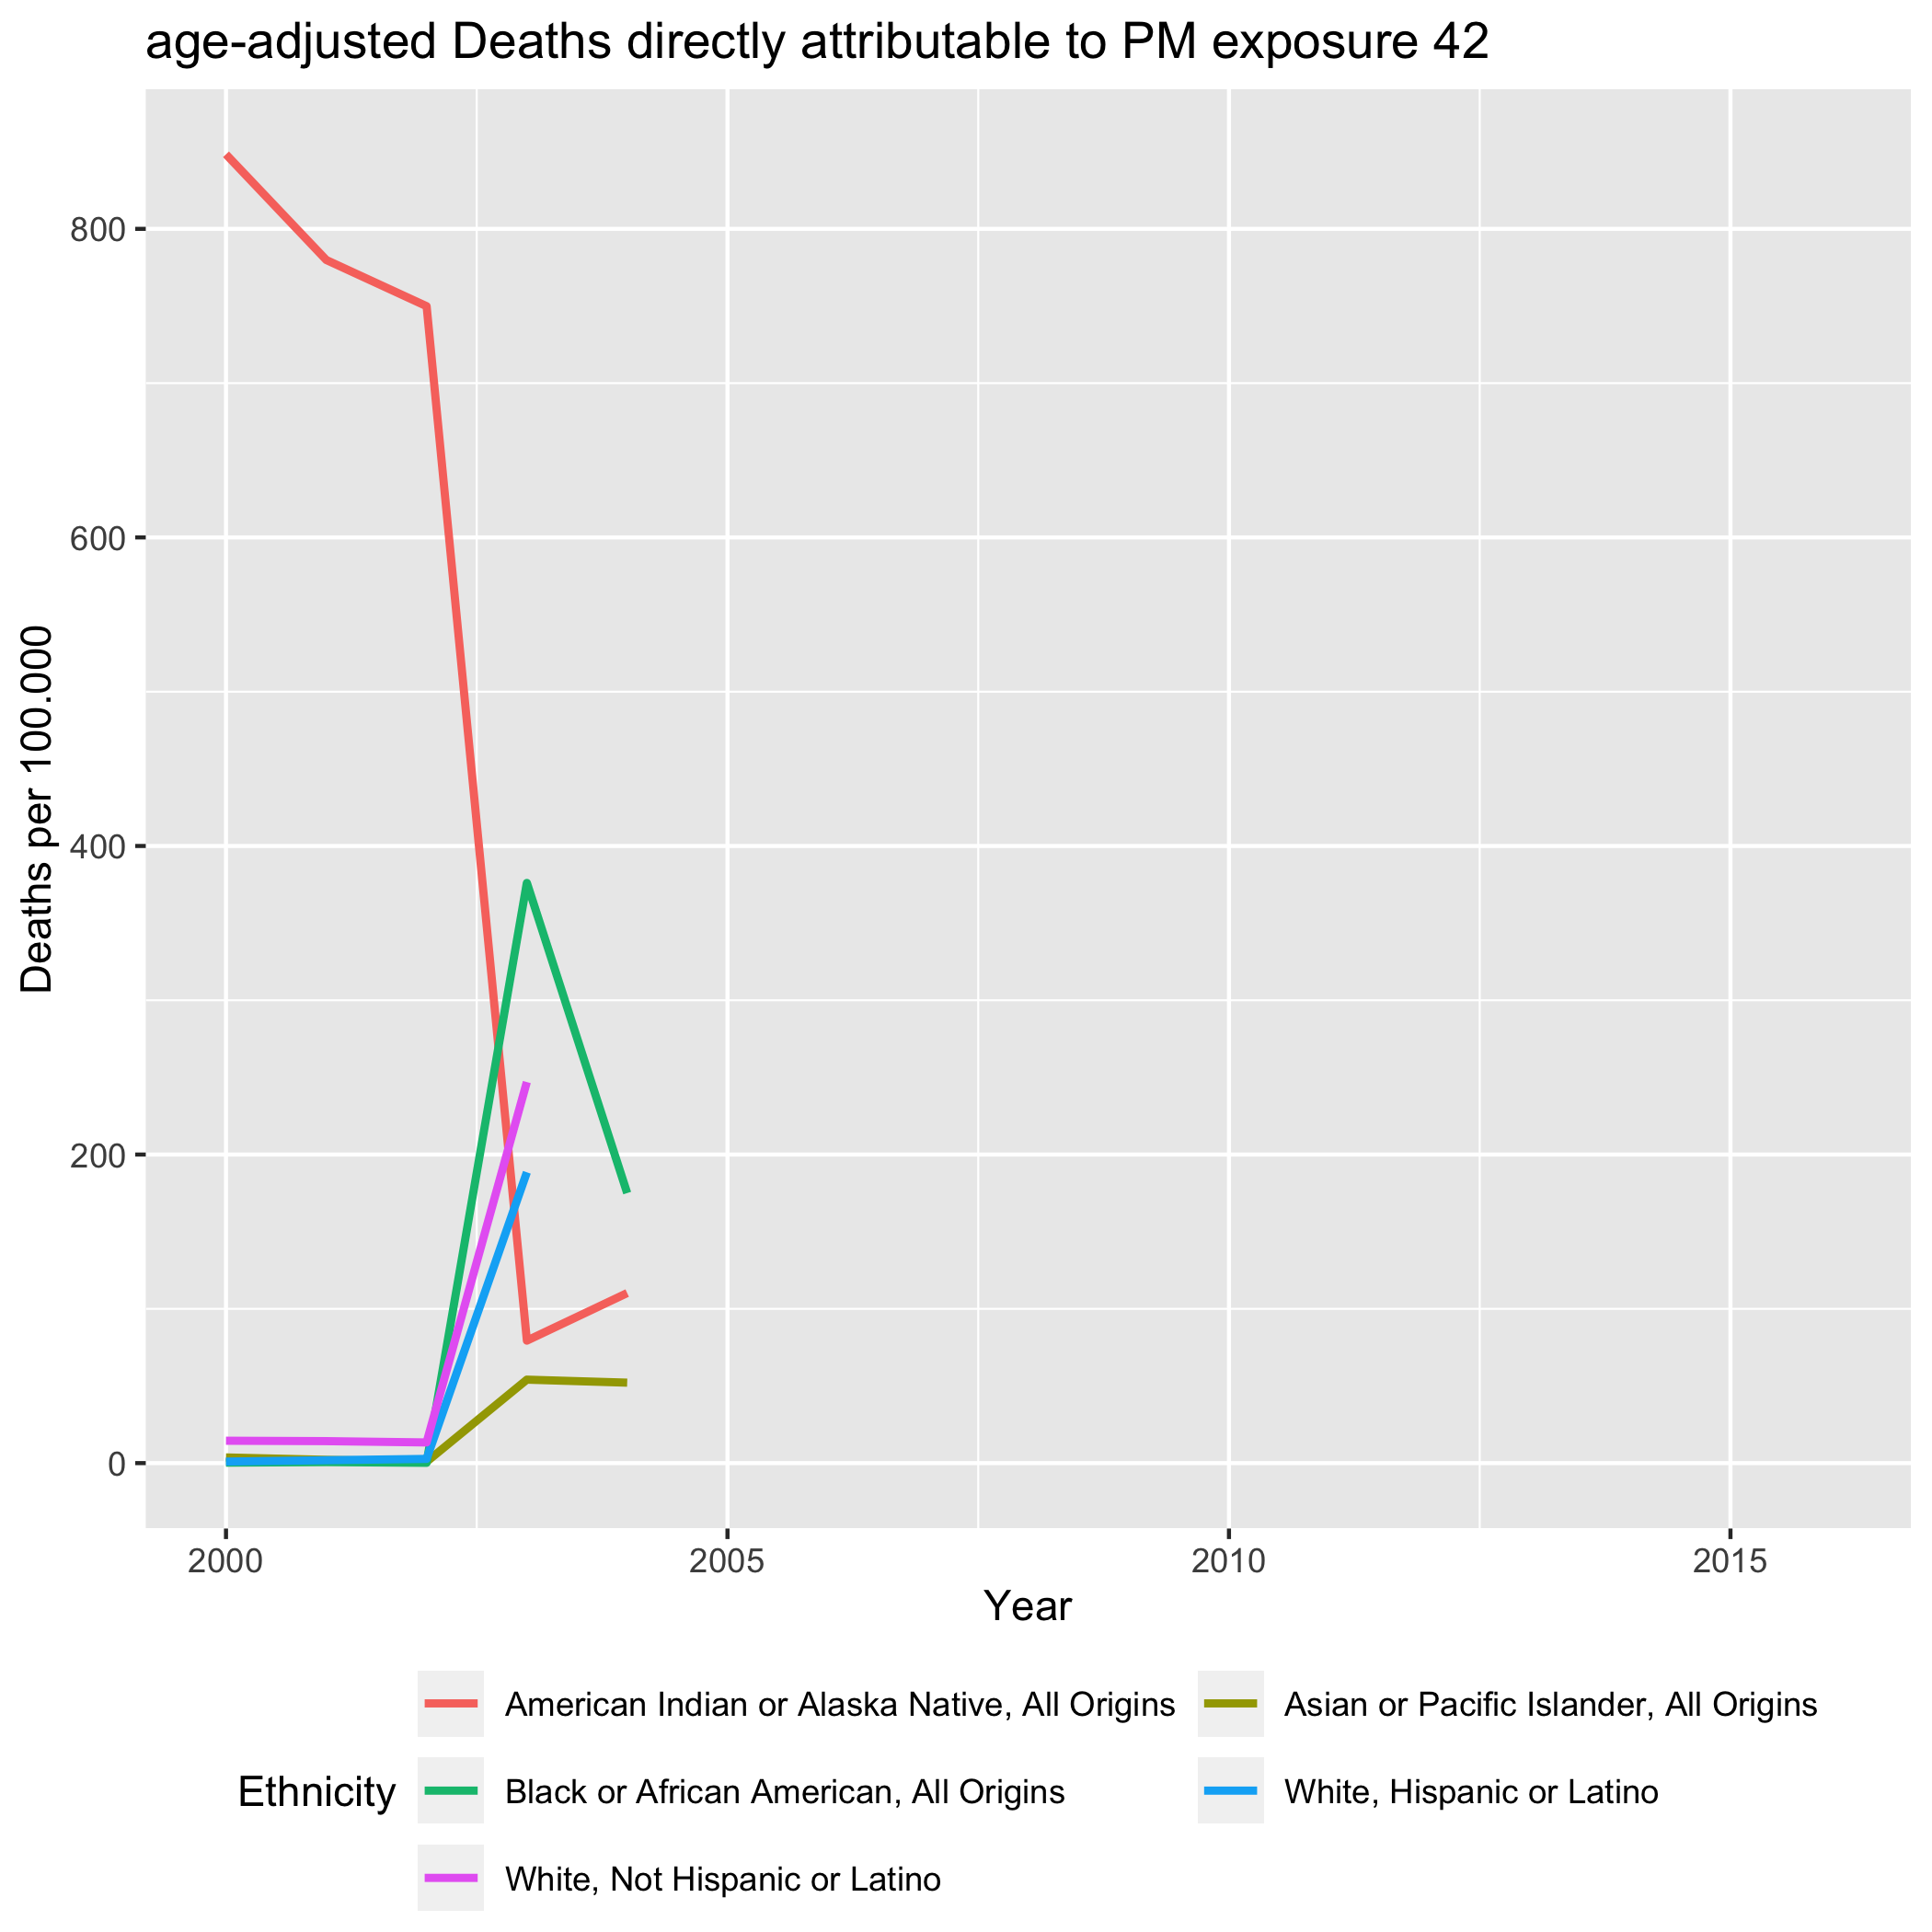 age-adjusted Deaths directly attributable to PM exposure 42
Deaths per 100.000
800
600
400
200
0
2000 2005 2010 2015
Year
Ethnicity
American Indian or Alaska Native, All Origins
Asian or Pacific Islander, All Origins
Black or African American, All Origins
White, Hispanic or Latino
White, Not Hispanic or Latino